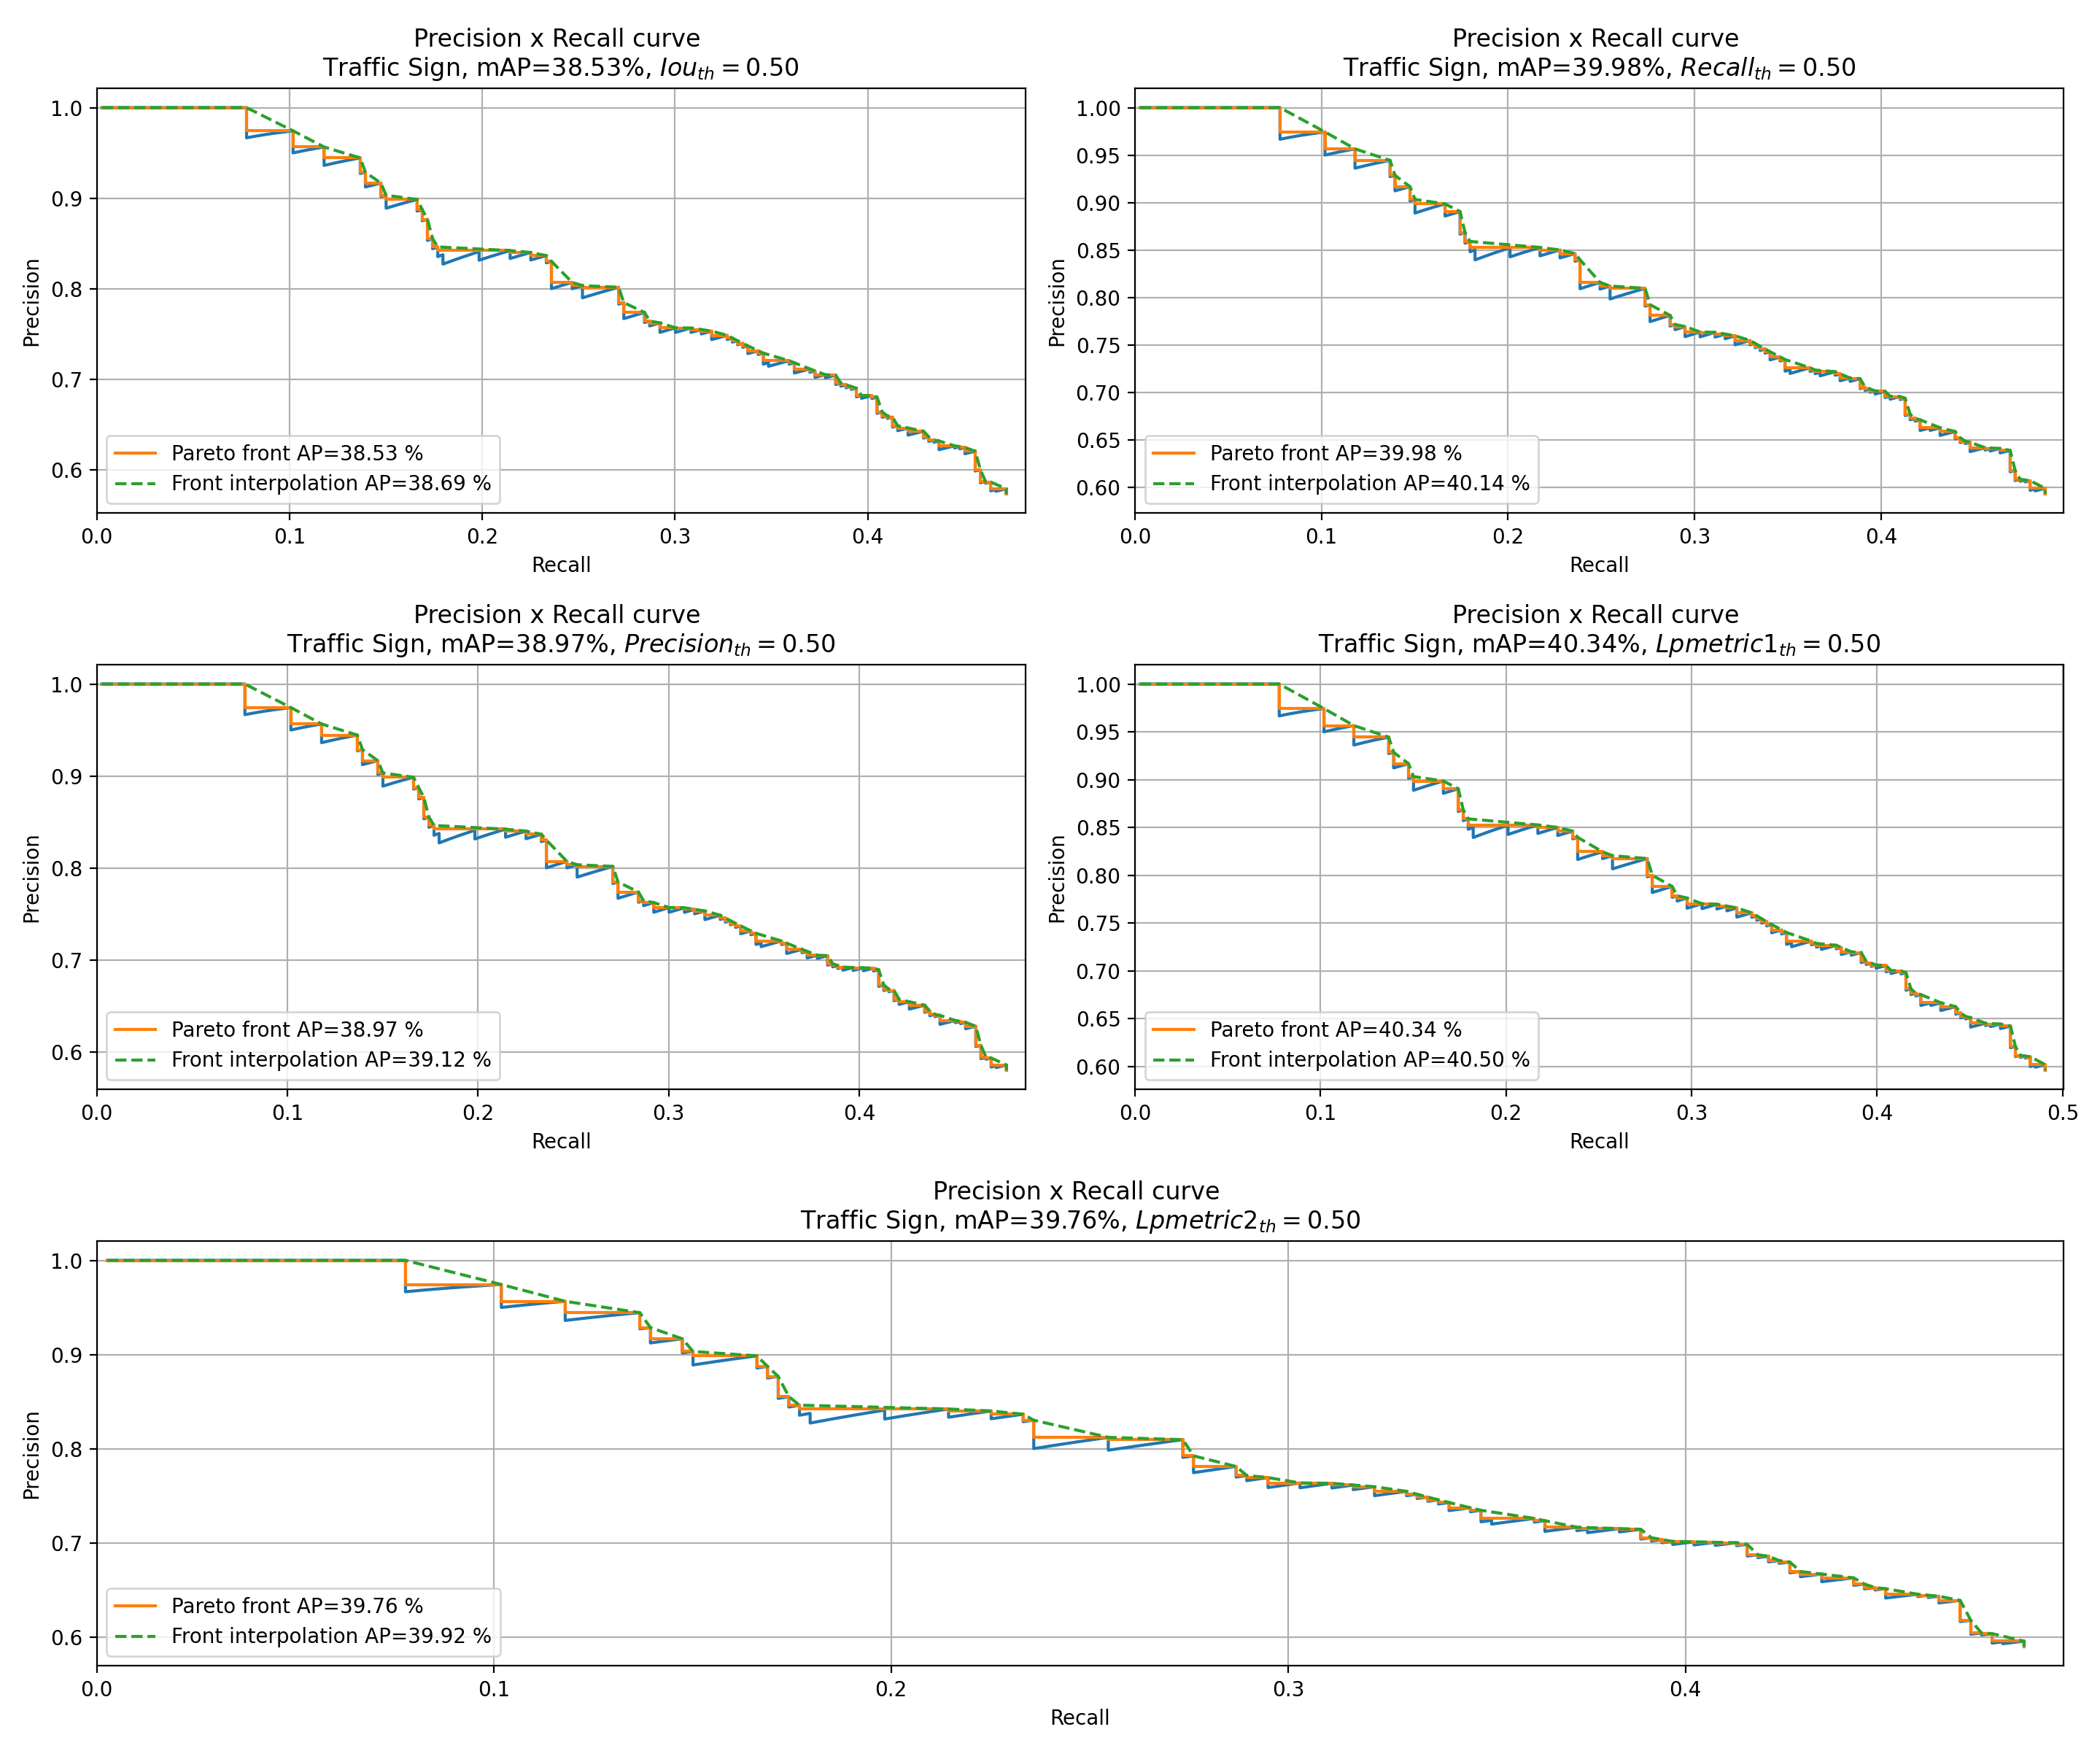 Precision x Recall curve
Traffic Sign, mAP=38.53%, Iou_th = 0.50
Precision
1.0
0.9
0.8
0.7
0.6
Pareto front AP=38.53 %
Front interpolation AP=38.69 %
0.0 0.1 0.2 0.3 0.4
Recall
Precision x Recall curve
Traffic Sign, mAP=39.98%, Recall_th = 0.50
Precision
1.00
0.95
0.90
0.85
0.80
0.75
0.70
0.65
0.60
Pareto front AP=39.98 %
Front interpolation AP=40.14 %
0.0 0.1 0.2 0.3 0.4
Recall
Precision x Recall curve
Traffic Sign, mAP=38.97%, Precision_th = 0.50
Precision
1.0
0.9
0.8
0.7
0.6
Pareto front AP=38.97 %
Front interpolation AP=39.12 %
0.0 0.1 0.2 0.3 0.4
Recall
Precision x Recall curve
Traffic Sign, mAP=40.34%, Lpmetric1_th = 0.50
Precision
1.00
0.95
0.90
0.85
0.80
0.75
0.70
0.65
0.60
Pareto front AP=40.34 %
Front interpolation AP=40.50 %
0.0 0.1 0.2 0.3 0.4 0.5
Recall
Precision x Recall curve
Traffic Sign, mAP=39.76%, Lpmetric2_th = 0.50
Precision
1.0
0.9
0.8
0.7
0.6
Pareto front AP=39.76 %
Front interpolation AP=39.92 %
0.0 0.1 0.2 0.3 0.4
Recall